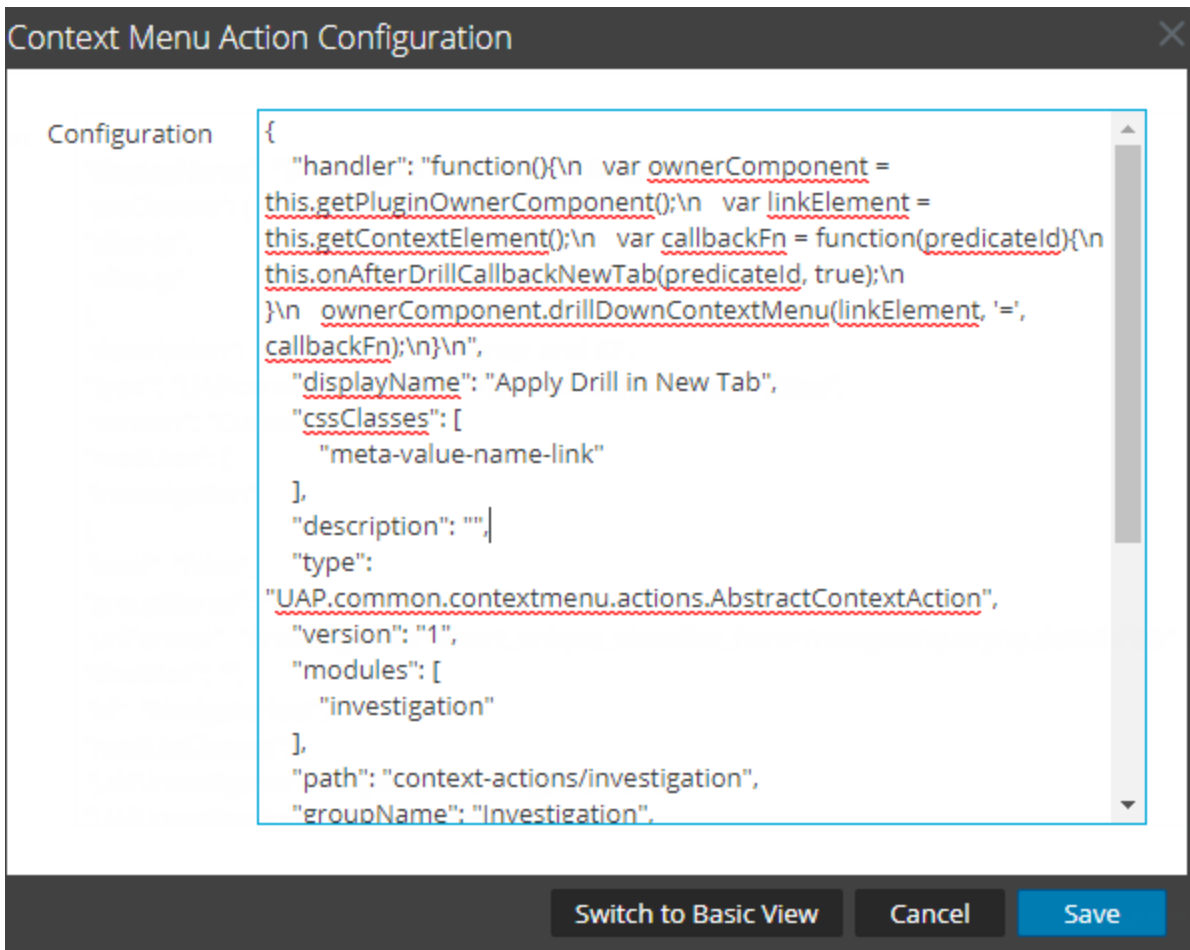 Context Menu Action Configuration
Configuration
{
"handler": "function(){\n   var ownerComponent =
this.getPluginOwnerComponent();\n   var linkElement =
this.getContextElement();\n   var callbackFn = function(predicateId){\n
this.onAfterDrillCallbackNewTab(predicateId, true);\n
}\n   ownerComponent.drillDownContextMenu(linkElement, '=',
callbackFn);\n}\n",
"displayName": "Apply Drill in New Tab",
"cssClasses": [
"meta-value-name-link"
],
"description": "",
"type":
"UAP.common.contextmenu.actions.AbstractContextAction",
"version": "1",
"modules": [
"investigation"
],
"path": "context-actions/investigation",
"groupName": "Investigation",
Switch to Basic View
Cancel
Save